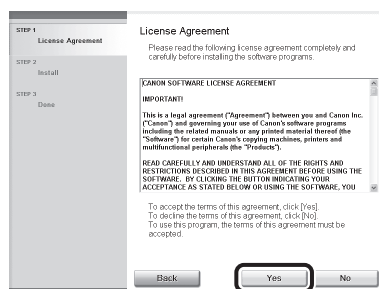 STEP 1
License Agreement
STEP 2
Install
STEP 3
Done
License Agreement
Please read the following license agreement completely and
carefully before installing the software programs.
CANON SOFTWARE LICENSE AGREEMENT
IMPORTANT!
This is a legal agreement ("Agreement") between you and Canon Inc.
("Canon") and governing your use of Canon's software programs
including the related manuals or any printed material thereof (the
"Software") for certain Canon's copying machines, printers and
multifunctional peripherals (the "Products").
READ CAREFULLY AND UNDERSTAND ALL OF THE RIGHTS AND
RESTRICTIONS DESCRIBED IN THIS AGREEMENT BEFORE USING THE
SOFTWARE. BY CLICKING THE BUTTON INDICATING YOUR
ACCEPTANCE AS STATED BELOW OR USING THE SOFTWARE, YOU
To accept the terms of this agreement, click [Yes].
To decline the terms of this agreement, click [No].
To use this program, the terms of this agreement must be
accepted.
Back
Yes
No